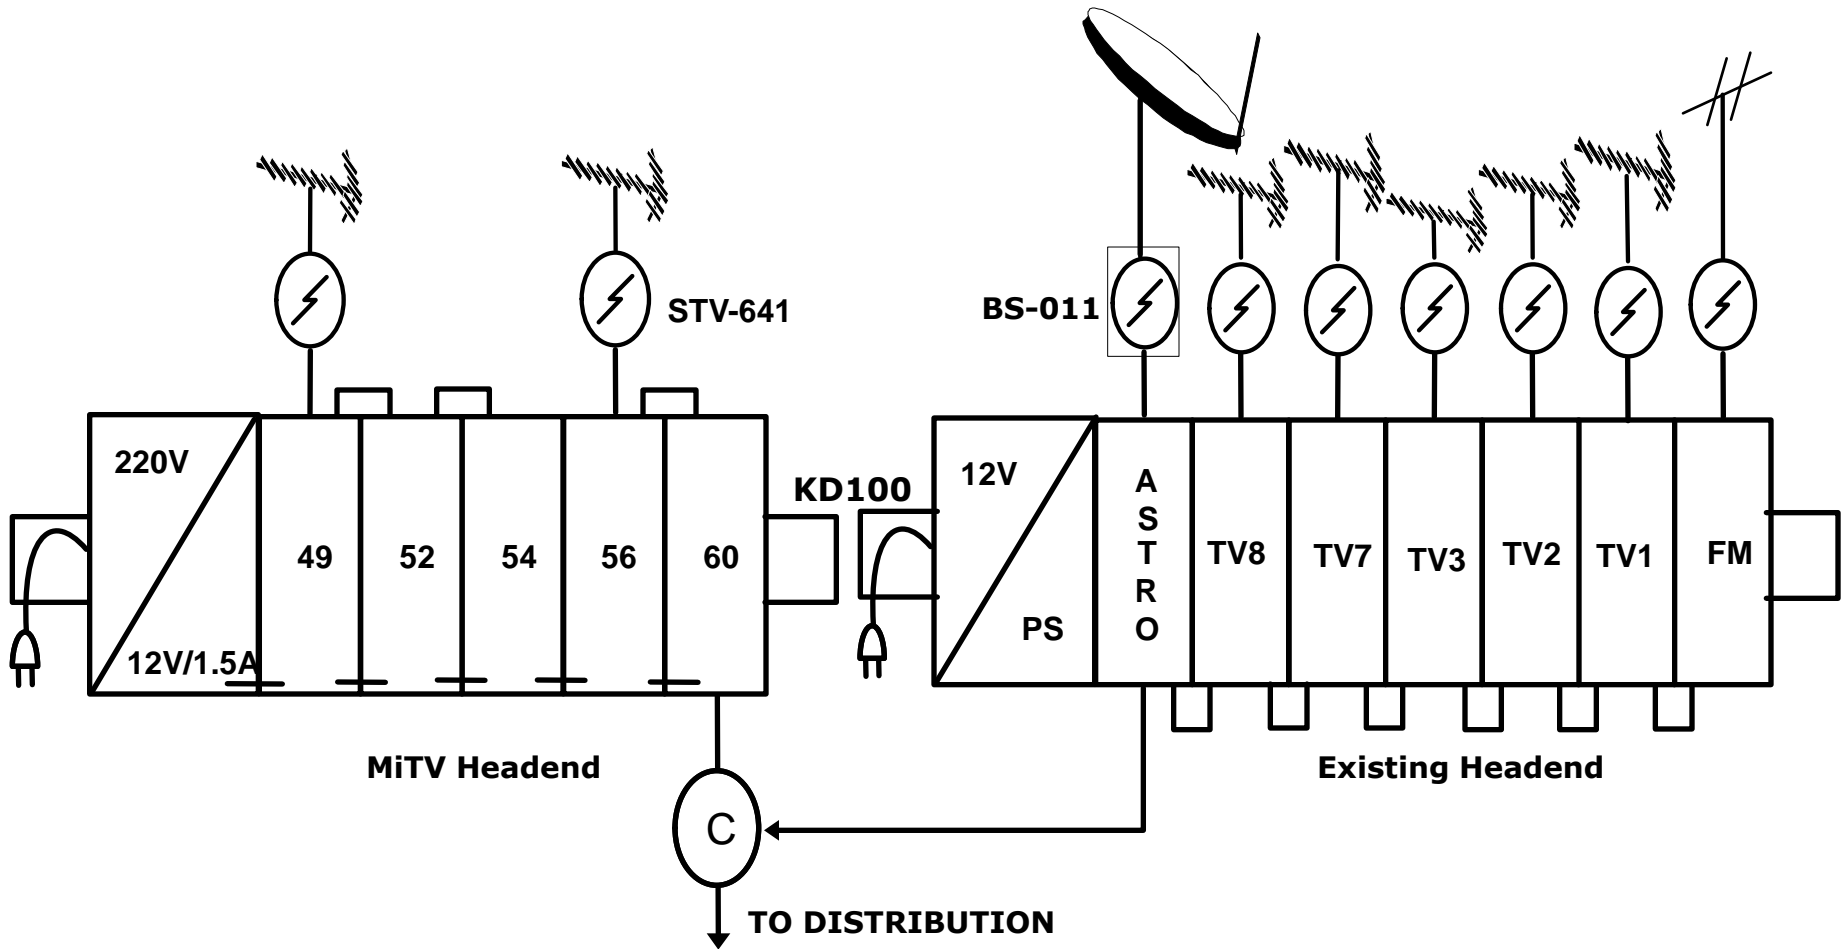 STV-641
BS-011
220V
12V/1.5A
49
52
54
56
60
KD100
12V
PS
A
S
T
R
O
TV8
TV7
TV3
TV2
TV1
FM
MiTV Headend
Existing Headend
C
TO DISTRIBUTION